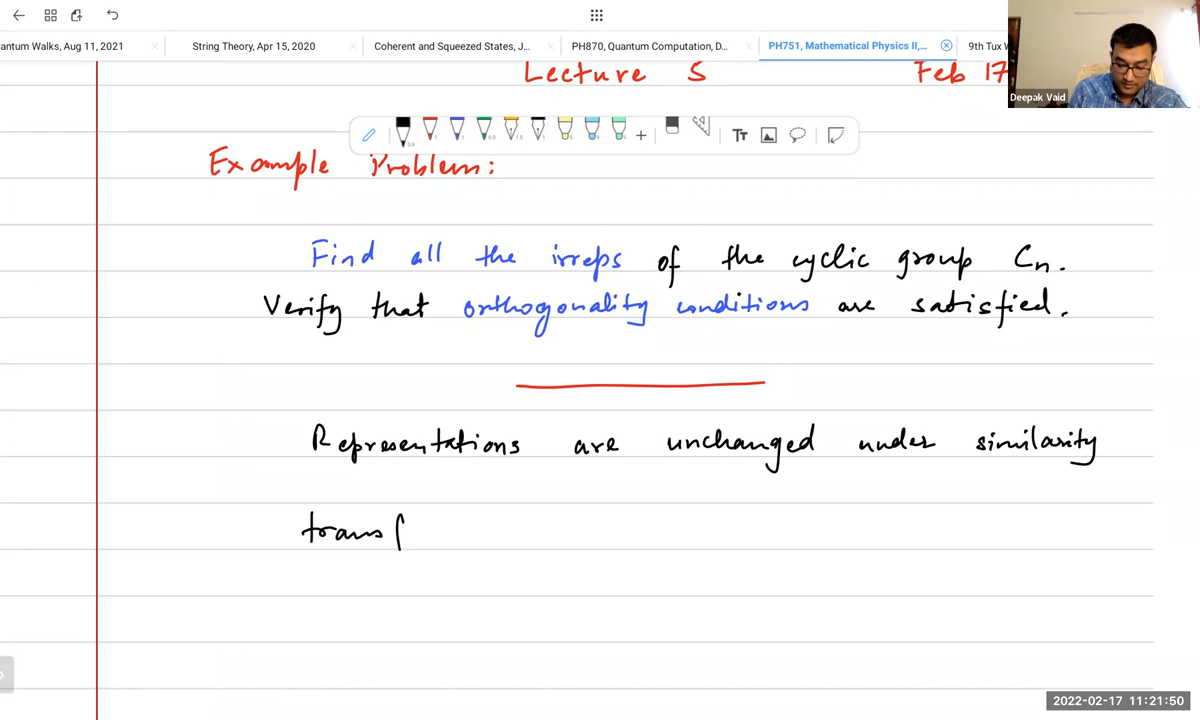 antum Walks, Aug 11, 2021
String Theory, Apr 15, 2020
Coherent and Squeezed States, J...
PH870, Quantum Computation, D...
PH751, Mathematical Physics II,...
9th Tux W
Deepak Vaid
Lecture 5
Feb 17
Tт
Example Problem:
Find all the irreps of the cyclic group Cn.
Verify that orthogonality conditions are satisfied.
Representations are unchanged under similarity
trans
2022-02-17 11:21:50